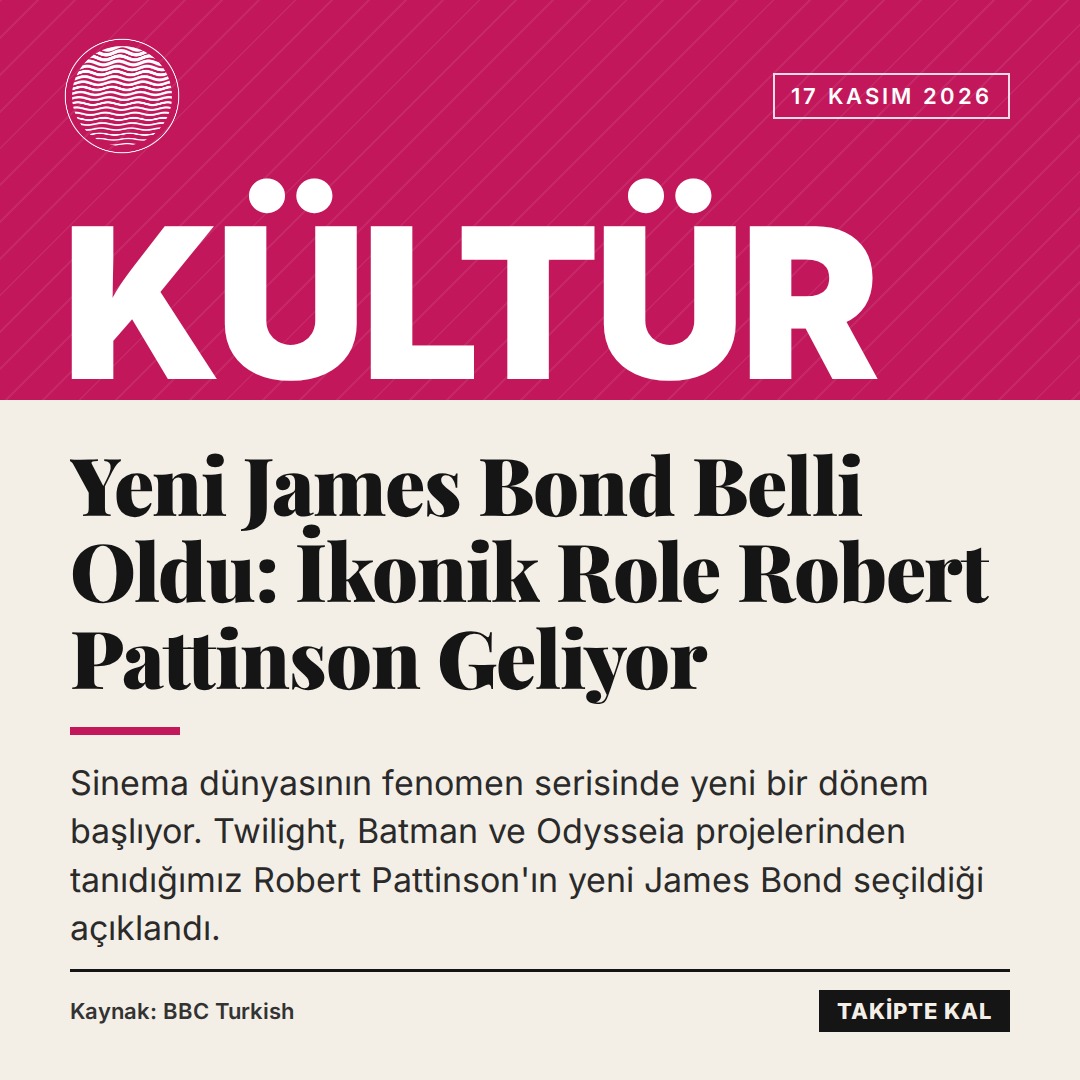 17 KASIM 2026
KÜLTÜR
Yeni James Bond Belli
Oldu: İkonik Role Robert
Pattinson Geliyor
Sinema dünyasının fenomen serisinde yeni bir dönem
başlıyor. Twilight, Batman ve Odysseia projelerinden
tanıdığımız Robert Pattinson'ın yeni James Bond seçildiği
açıklandı.
Kaynak: BBC Turkish
TAKİPTE KAL